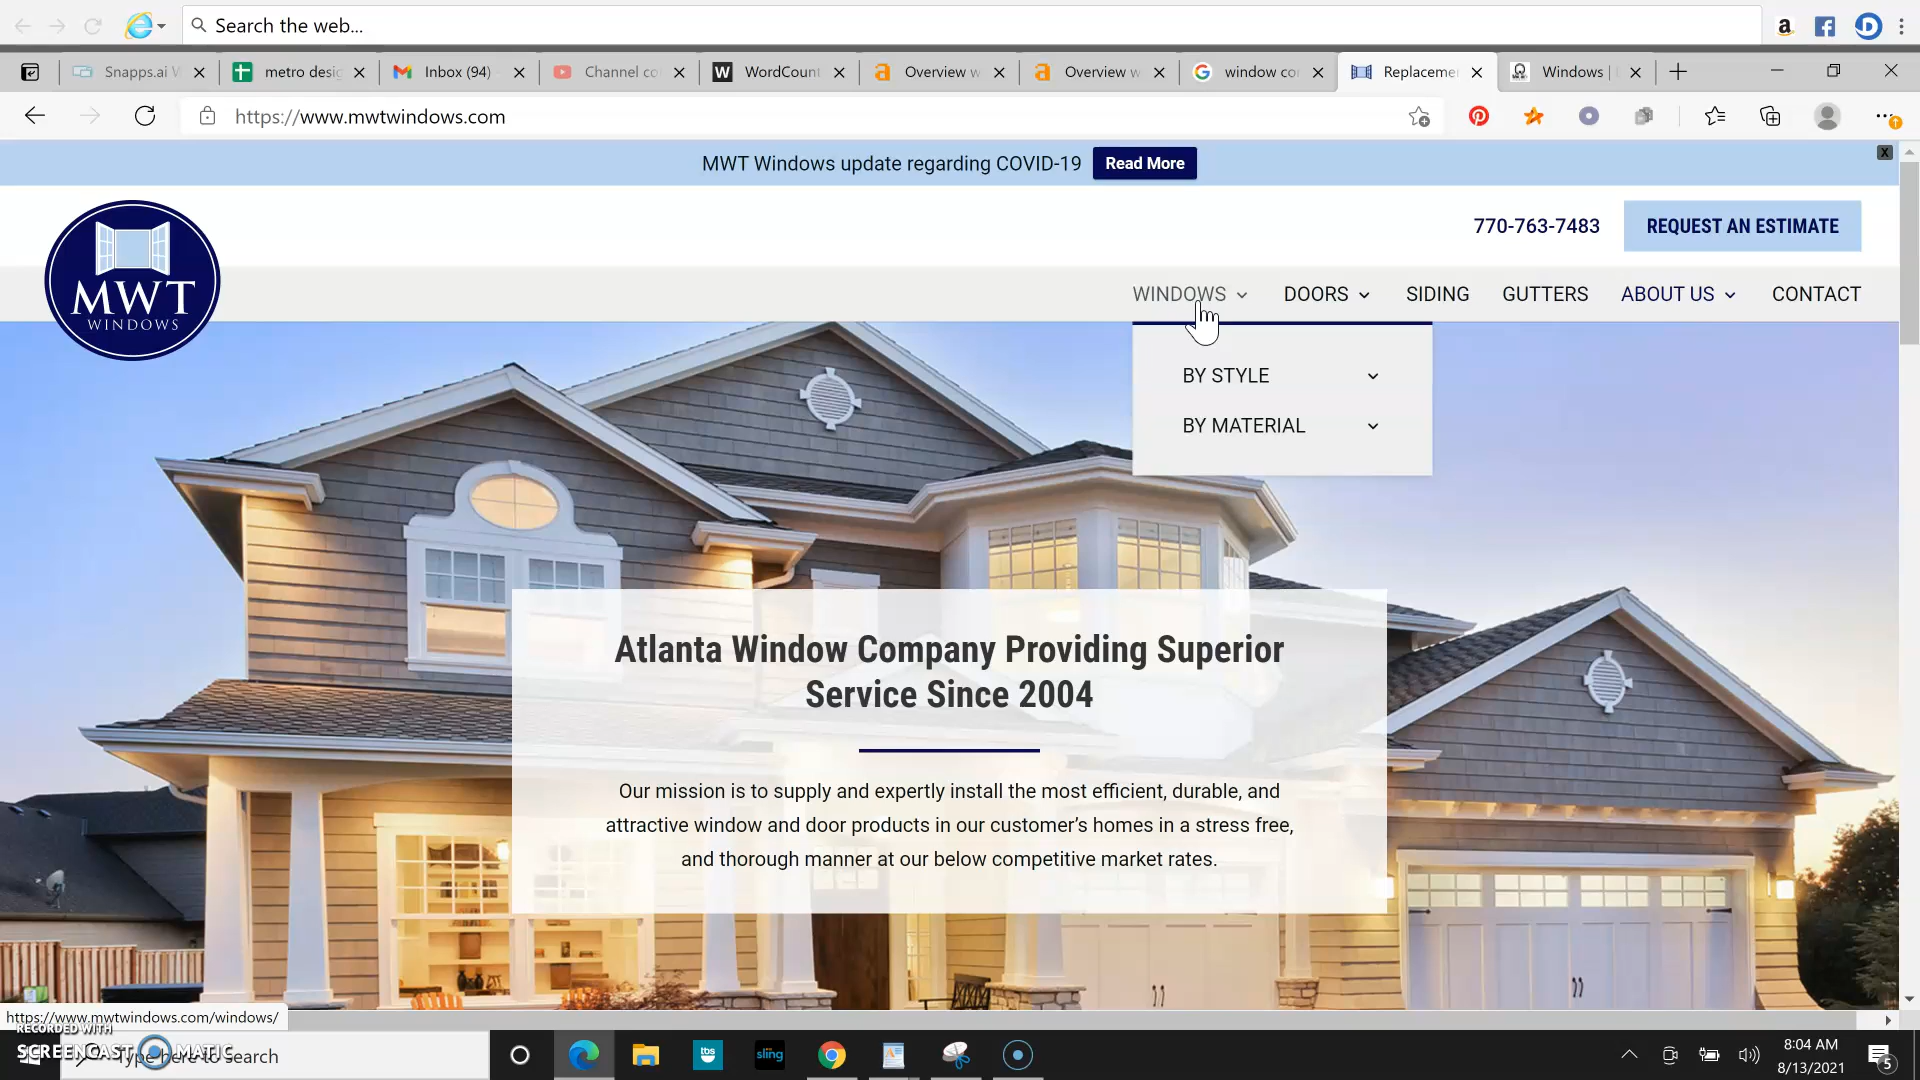 Search the web...
Snapps.ai
metro desig
Inbox (94)
Channel co
WordCount
Overview
Overview
window co
Replaceme
Windows |
https://www.mwtwindows.com
MWT Windows update regarding COVID-19 Read More
X
770-763-7483 REQUEST AN ESTIMATE
MWT
WINDOWS
WINDOWS DOORS SIDING GUTTERS ABOUT US CONTACT
BY STYLE
BY MATERIAL
Atlanta Window Company Providing Superior
Service Since 2004
Our mission is to supply and expertly install the most efficient, durable, and
attractive window and door products in our customer's homes in a stress free,
and thorough manner at our below competitive market rates.
https://www.mwtwindows.com/windows/
RECORDED WITH
SCREENCAST MATIC
Type here to search
tbs
sling
8:04 AM
8/13/2021
5